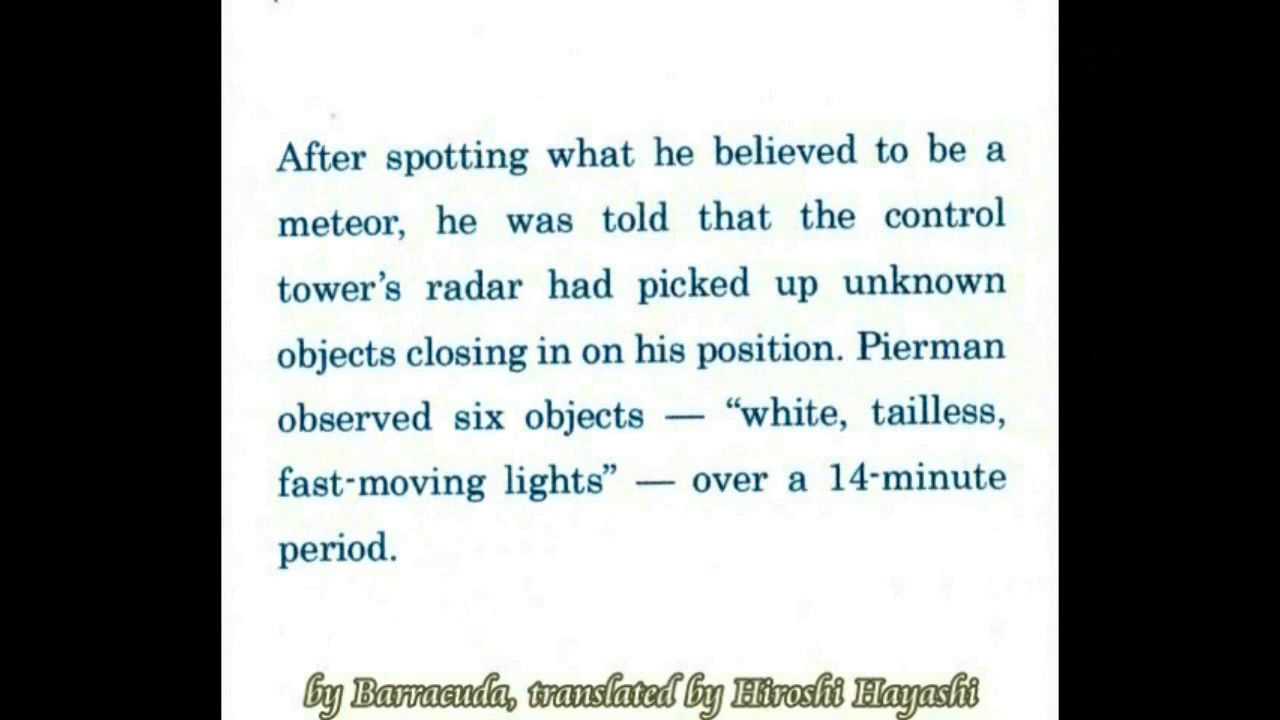 After spotting what he believed to be a
meteor, he was told that the control
tower’s radar had picked up unknown
objects closing in on his position. Pierman
observed six objects — “white, tailless,
fast-moving lights” — over a 14-minute
period.
by Barracuda, translated by Hiroshi Hayashi